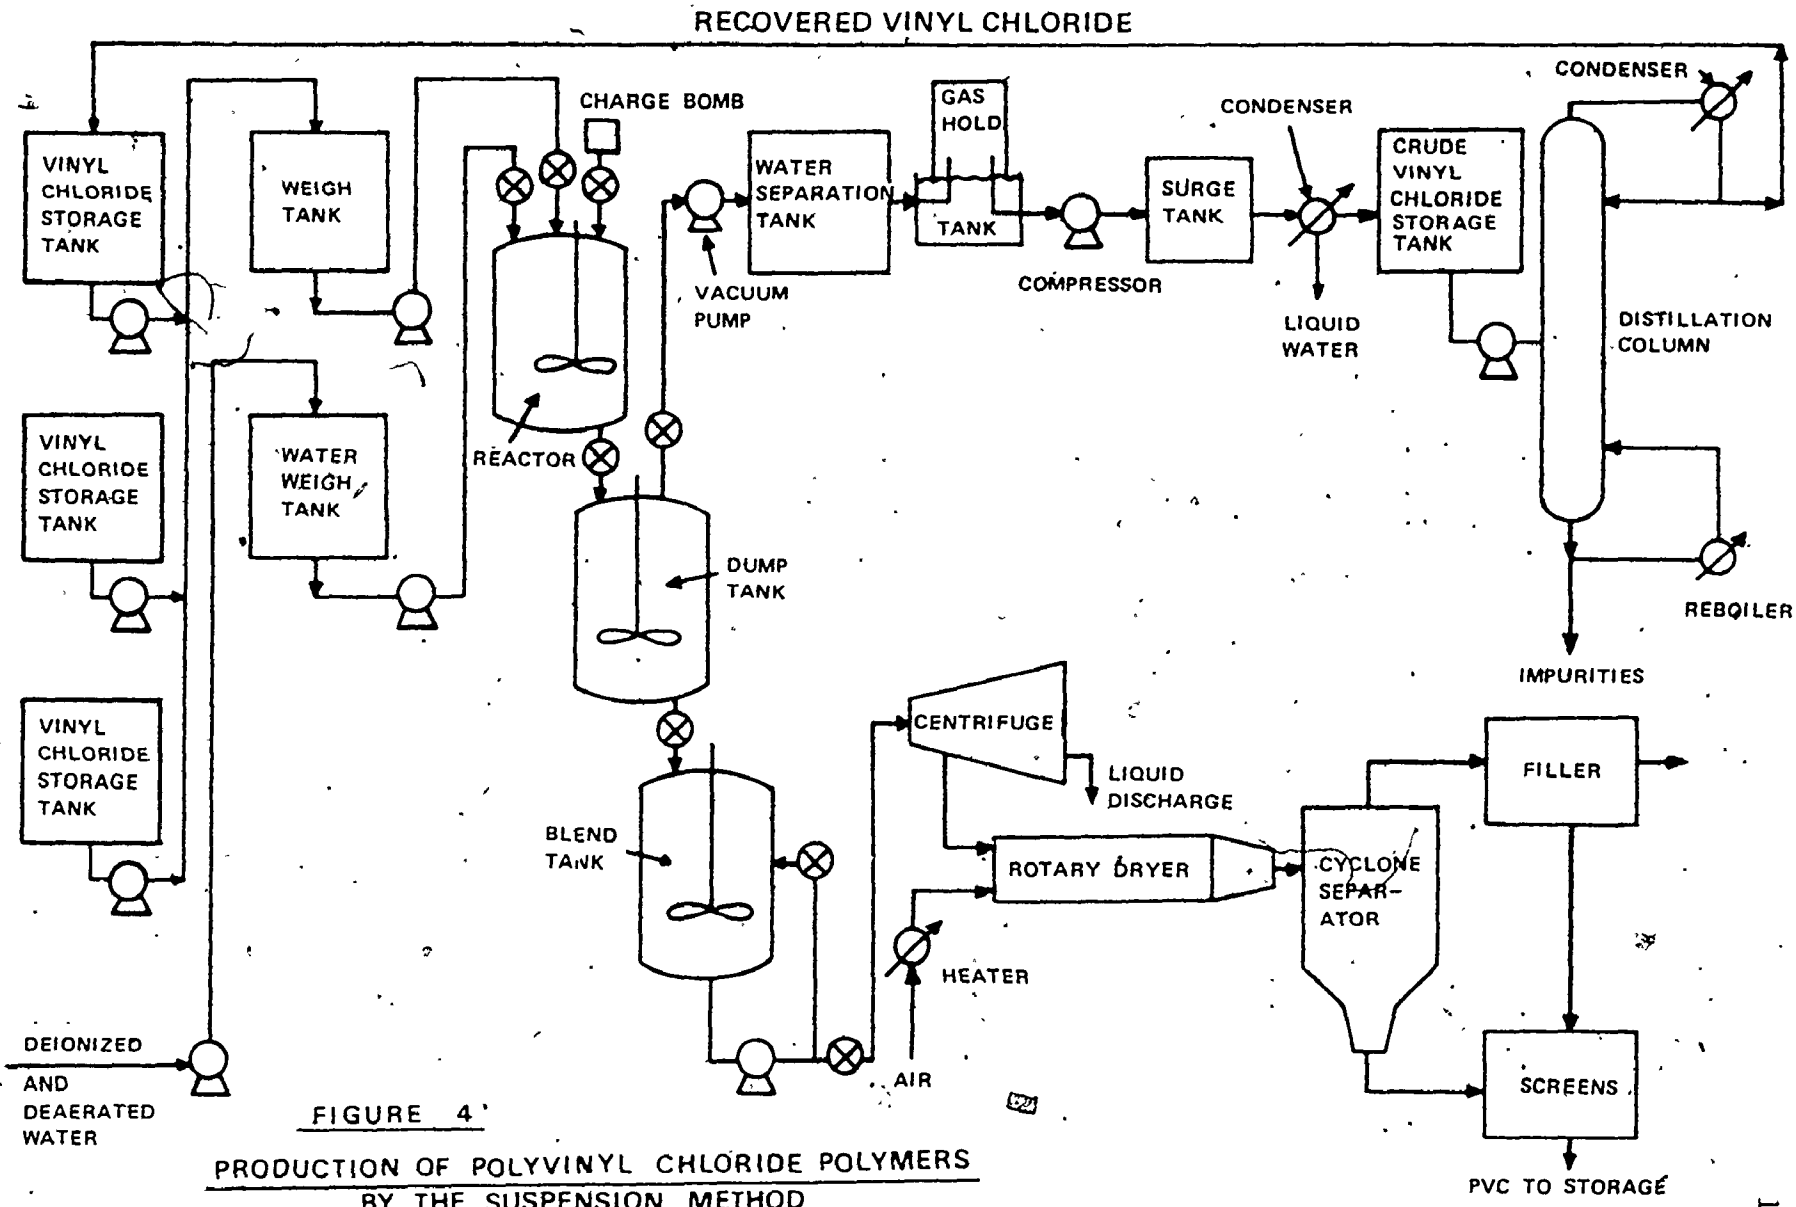 RECOVERED VINYL CHLORIDE
CONDENSER
CHARGE BOMB
GAS
HOLD
CONDENSER
VINYL
CHLORIDE
STORAGE
TANK
WEIGH
TANK
WATER
SEPARATION
TANK
TANK
SURGE
TANK
CRUDE
VINYL
CHLORIDE
STORAGE
TANK
VACUUM
PUMP
COMPRESSOR
LIQUID
WATER
DISTILLATION
COLUMN
VINYL
CHLORIDE
STORAGE
TANK
WATER
WEIGH
TANK
REACTOR
DUMP
TANK
REBOILER
IMPURITIES
VINYL
CHLORIDE
STORAGE
TANK
CENTRIFUGE
LIQUID
DISCHARGE
FILLER
BLEND
TANK
ROTARY DRYER
CYCLONE
SEPAR-
ATOR
HEATER
DEIONIZED
AND
DEAERATED
WATER
AIR
SCREENS
PVC TO STORAGE
FIGURE 4
PRODUCTION OF POLYVINYL CHLORIDE POLYMERS
BY THE SUSPENSION METHOD